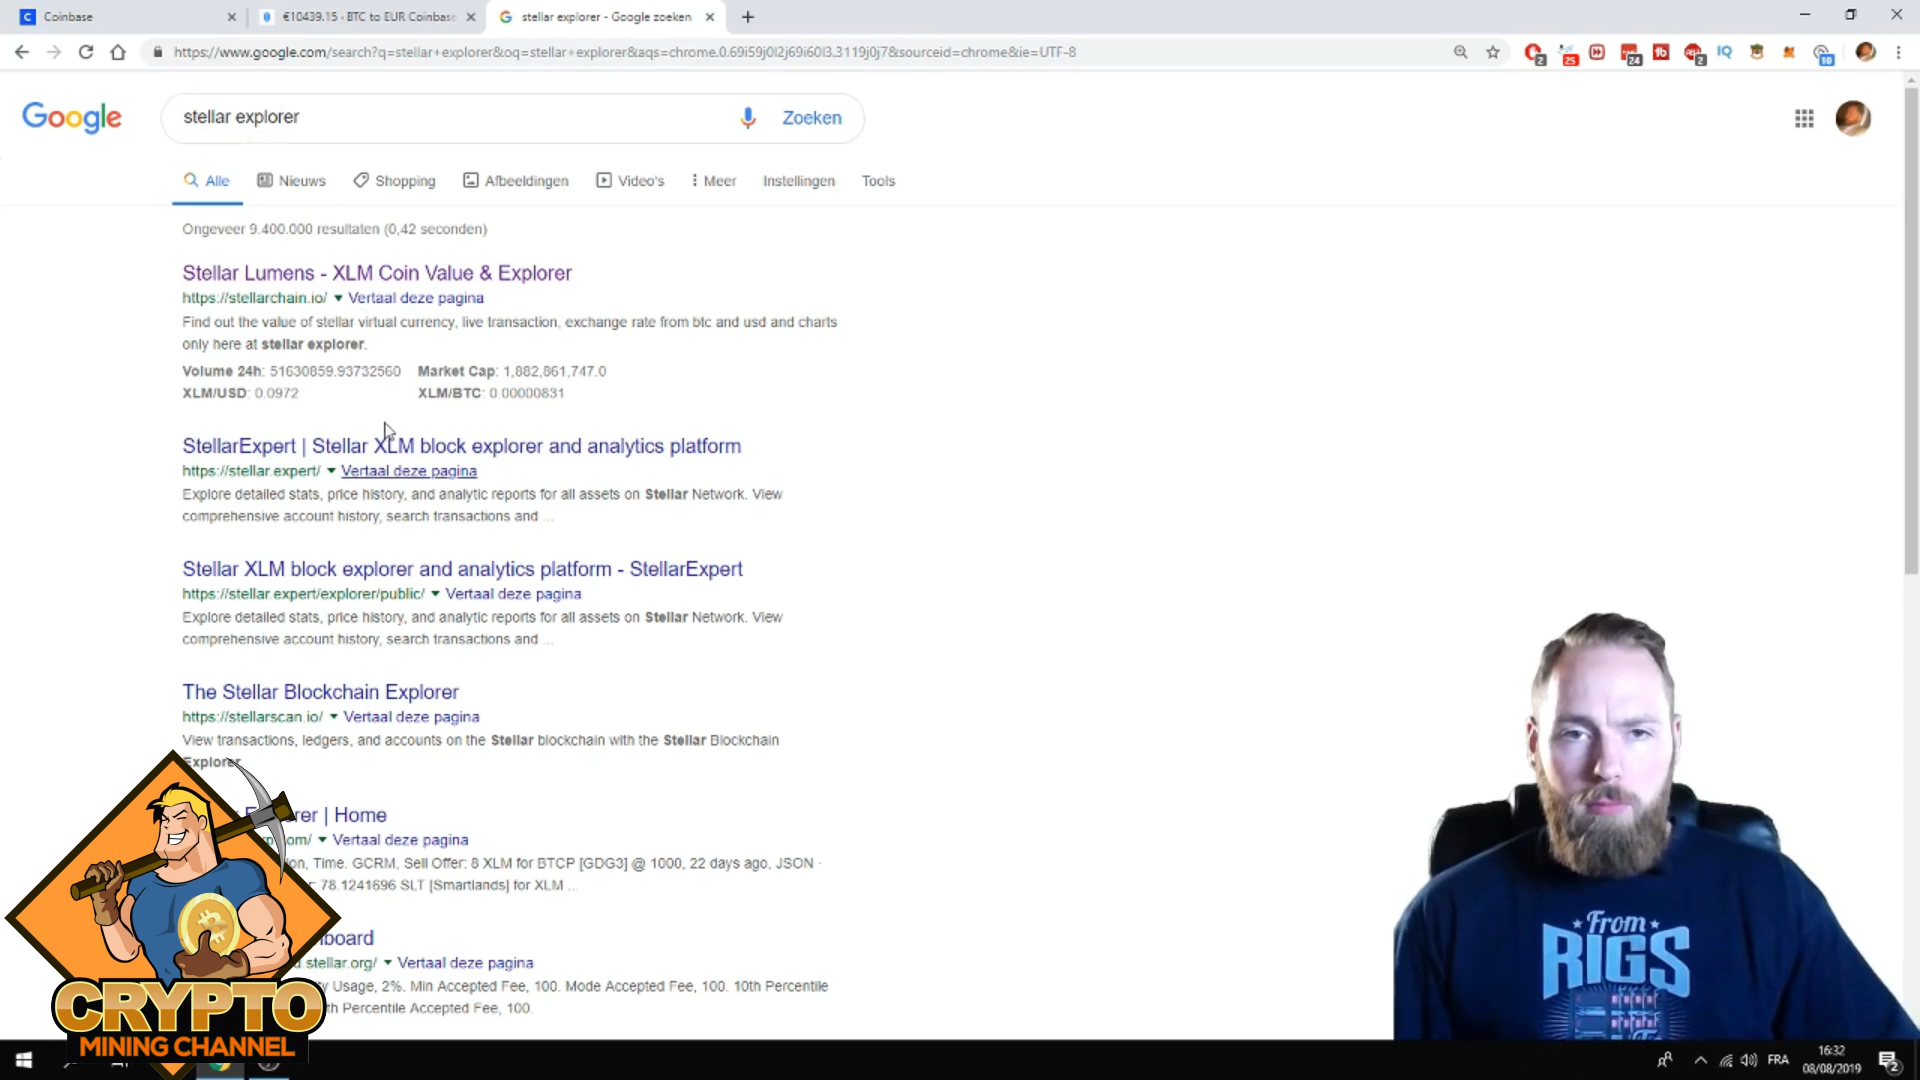 Coinbase
€10439.15 · BTC to EUR Coinbase
stellar explorer - Google zoeken
https://www.google.com/search?q=stellar+explorer&oq=stellar+explorer&aqs=chrome.0.69i59j0l2j69i60l3.3119j0j7&sourceid=chrome&ie=UTF-8
2
25
24
2
IQ
10
Google
stellar explorer
Zoeken
Alle
Nieuws
Shopping
Afbeeldingen
Video's
Meer
Instellingen
Tools
Ongeveer 9.400.000 resultaten (0,42 seconden)
Stellar Lumens - XLM Coin Value & Explorer
https://stellarchain.io/ Vertaal deze pagina
Find out the value of stellar virtual currency, live transaction, exchange rate from btc and usd and charts
only here at stellar explorer.
Volume 24h: 51630859.93732560 Market Cap: 1,882,861,747.0
XLM/USD: 0.0972 XLM/BTC: 0.00000831
StellarExpert | Stellar XLM block explorer and analytics platform
https://stellar.expert/ Vertaal deze pagina
Explore detailed stats, price history, and analytic reports for all assets on Stellar Network. View
comprehensive account history, search transactions and ...
Stellar XLM block explorer and analytics platform - StellarExpert
https://stellar.expert/explorer/public/ Vertaal deze pagina
Explore detailed stats, price history, and analytic reports for all assets on Stellar Network. View
comprehensive account history, search transactions and ...
The Stellar Blockchain Explorer
https://stellarscan.io/ Vertaal deze pagina
View transactions, ledgers, and accounts on the Stellar blockchain with the Stellar Blockchain
Explorer.
rer | Home
om/ Vertaal deze pagina
on, Time. GCRM, Sell Offer: 8 XLM for BTCP [GDG3] @ 1000, 22 days ago, JSON ·
78.1241696 SLT [Smartlands] for XLM ...
board
.stellar.org/ Vertaal deze pagina
y Usage, 2%. Min Accepted Fee, 100. Mode Accepted Fee, 100. 10th Percentile
th Percentile Accepted Fee, 100.
CRYPTO
MINING CHANNEL
From
RIGS
FRA
16:32
08/08/2019
2